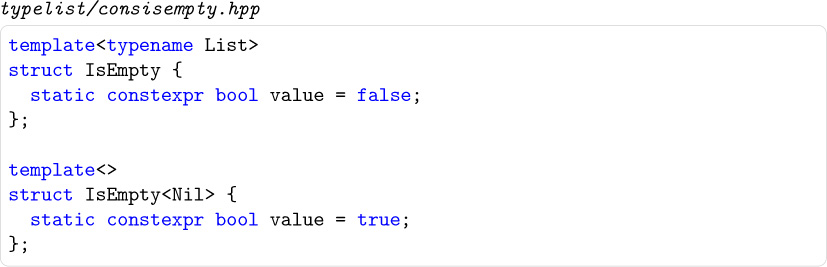 typelist/consisempty.hpp
template<typename List>
struct IsEmpty {
  static constexpr bool value = false;
};

template<>
struct IsEmpty<Nil> {
  static constexpr bool value = true;
};